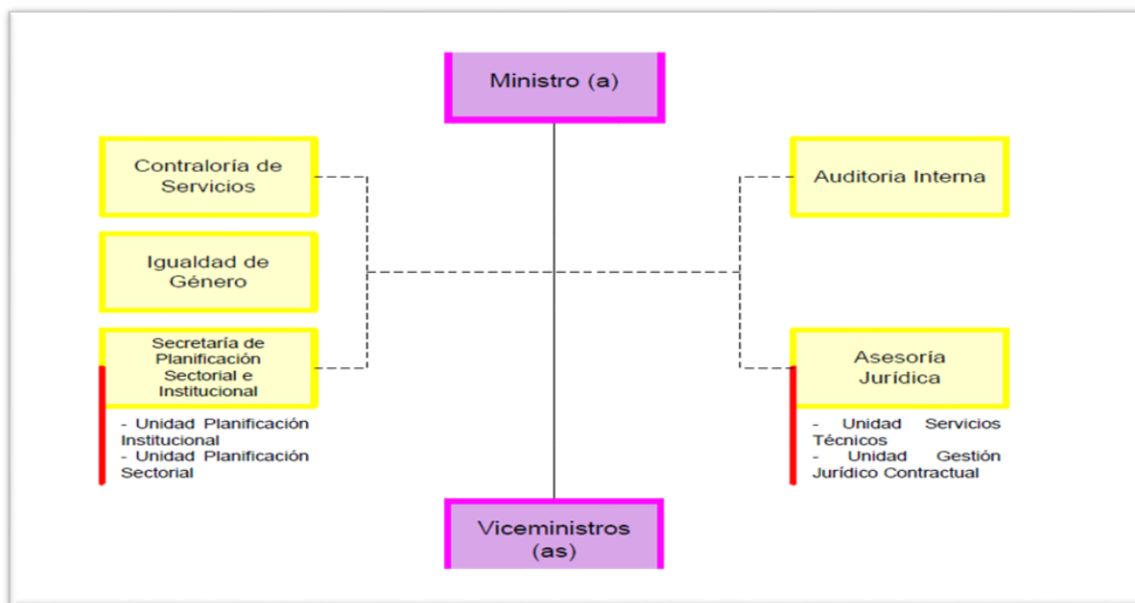 Ministro (a)
Contraloría de
Servicios
Auditoria Interna
Igualdad de
Género
Secretaría de
Planificación
Sectorial e
Institucional
- Unidad Planificación
Institucional
- Unidad Planificación
Sectorial
Asesoría
Jurídica
- Unidad Servicios
Técnicos
- Unidad Gestión
Jurídico Contractual
Viceministros
(as)